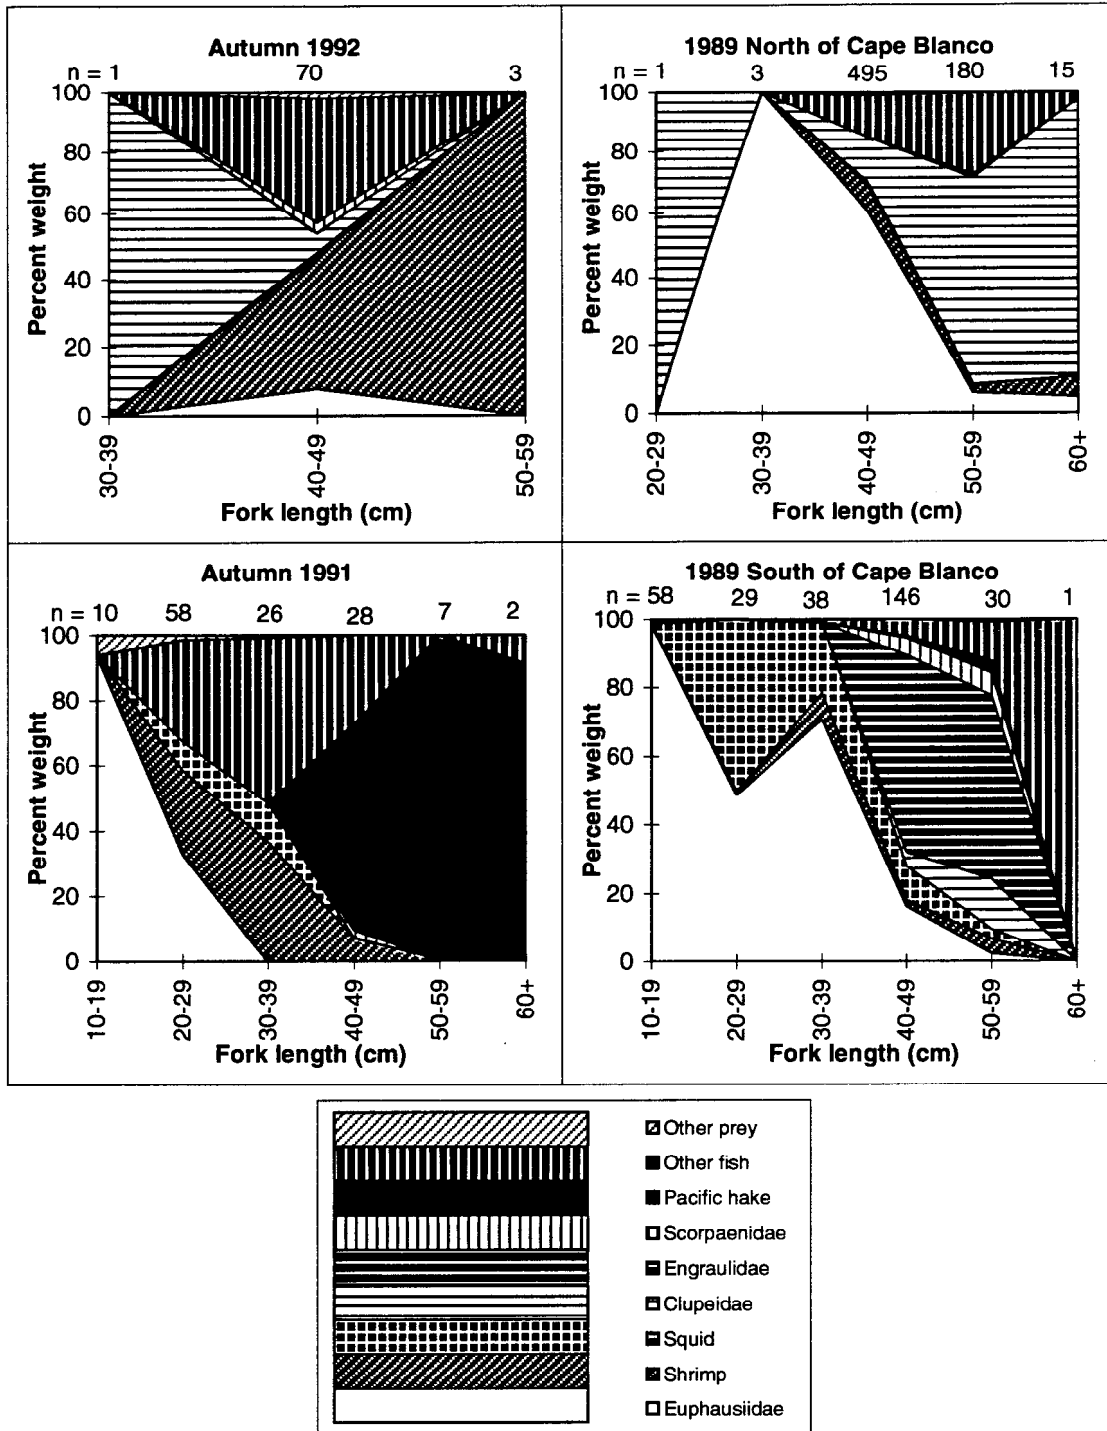 Autumn 1992
n = 1 70 3
100
80
60
40
20
0
Percent weight
30-39 40-49 50-59
Fork length (cm)
1989 North of Cape Blanco
n = 1 3 495 180 15
100
80
60
40
20
0
Percent weight
20-29 30-39 40-49 50-59 60+
Fork length (cm)
Autumn 1991
n = 10 58 26 28 7 2
100
80
60
40
20
0
Percent weight
10-19 20-29 30-39 40-49 50-59 60+
Fork length (cm)
1989 South of Cape Blanco
n = 58 29 38 146 30 1
100
80
60
40
20
0
Percent weight
10-19 20-29 30-39 40-49 50-59 60+
Fork length (cm)
Other prey
Other fish
Pacific hake
Scorpaenidae
Engraulidae
Clupeidae
Squid
Shrimp
Euphausiidae